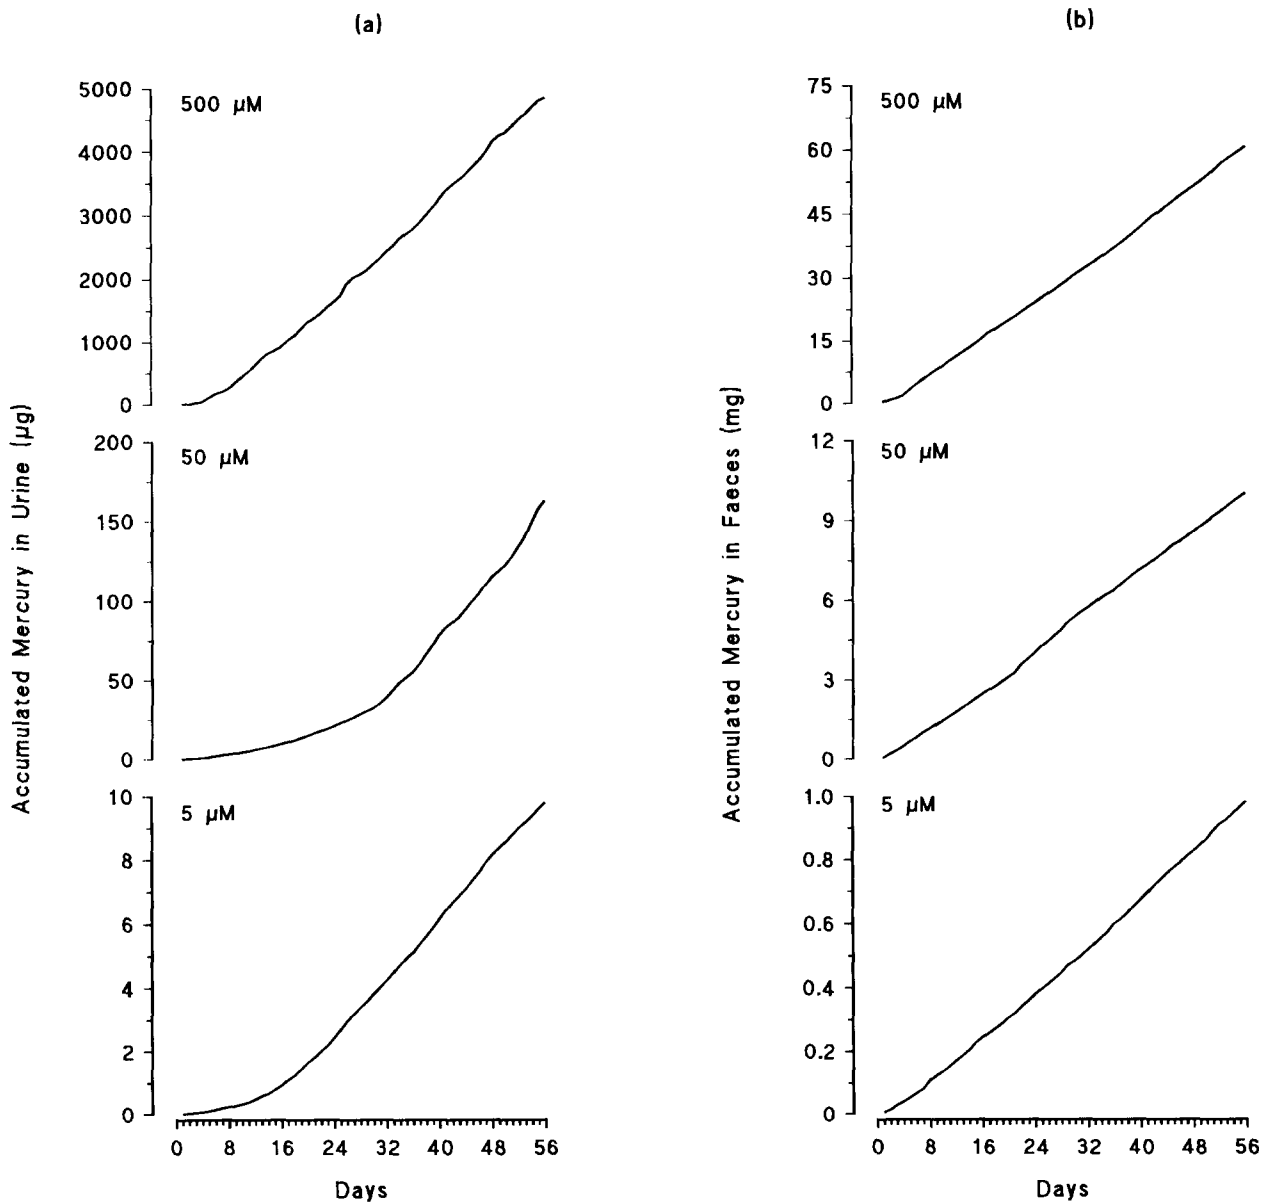 (a)
(b)
Accumulated Mercury in Urine (µg)
500 µM
5000
4000
3000
2000
1000
0
50 µM
200
150
100
50
0
5 µM
10
8
6
4
2
0
0 8 16 24 32 40 48 56
Days
Accumulated Mercury in Faeces (mg)
500 µM
75
60
45
30
15
0
50 µM
12
9
6
3
0
5 µM
1.0
0.8
0.6
0.4
0.2
0
0 8 16 24 32 40 48 56
Days